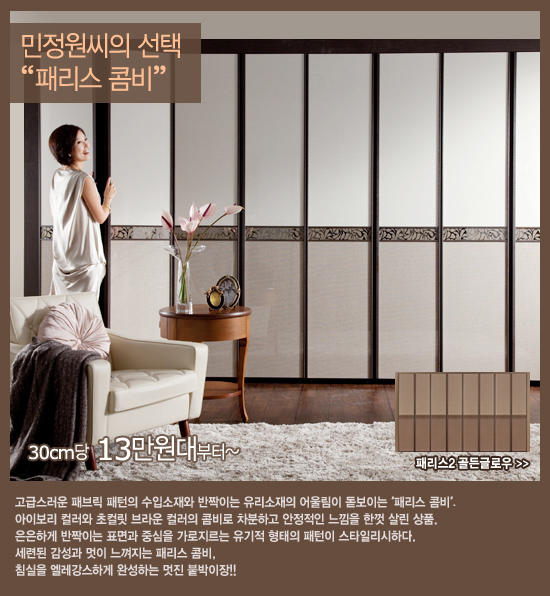 민정원씨의 선택
“패리스 콤비”
30cm당 13만원대부터~
패리스2 골든글로우 >>
고급스러운 패브릭 패턴의 수입소재와 반짝이는 유리소재의 어울림이 돋보이는 ‘패리스 콤비’.
아이보리 컬러와 초컬릿 브라운 컬러의 콤비로 차분하고 안정적인 느낌을 한껏 살린 상품.
은은하게 반짝이는 표면과 중심을 가로지르는 유기적 형태의 패턴이 스타일리시하다.
세련된 감성과 멋이 느껴지는 패리스 콤비.
침실을 엘레강스하게 완성하는 멋진 붙박이장!!